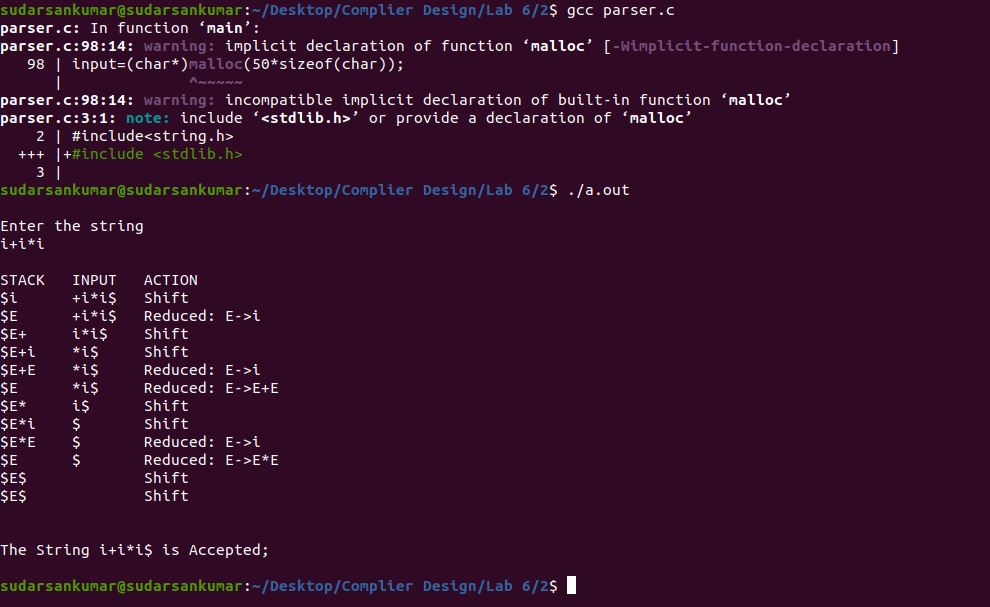 sudarsankumar@sudarsankumar:~/Desktop/Complier Design/Lab 6/2$ gcc parser.c
parser.c: In function ‘main’:
parser.c:98:14: warning: implicit declaration of function ‘malloc’ [-Wimplicit-function-declaration]
   98 | input=(char*)malloc(50*sizeof(char));
      |              ^~~~~~
parser.c:98:14: warning: incompatible implicit declaration of built-in function ‘malloc’
parser.c:3:1: note: include ‘<stdlib.h>’ or provide a declaration of ‘malloc’
    2 | #include<string.h>
  +++ |+#include <stdlib.h>
    3 |
sudarsankumar@sudarsankumar:~/Desktop/Complier Design/Lab 6/2$ ./a.out
Enter the string
i+i*i
STACK   INPUT   ACTION
$i      +i*i$   Shift
$E      +i*i$   Reduced: E->i
$E+     i*i$    Shift
$E+i    *i$     Shift
$E+E    *i$     Reduced: E->i
$E      *i$     Reduced: E->E+E
$E*     i$      Shift
$E*i    $       Shift
$E*E    $       Reduced: E->i
$E      $       Reduced: E->E*E
$E$             Shift
$E$             Shift
The String i+i*i$ is Accepted;
sudarsankumar@sudarsankumar:~/Desktop/Complier Design/Lab 6/2$